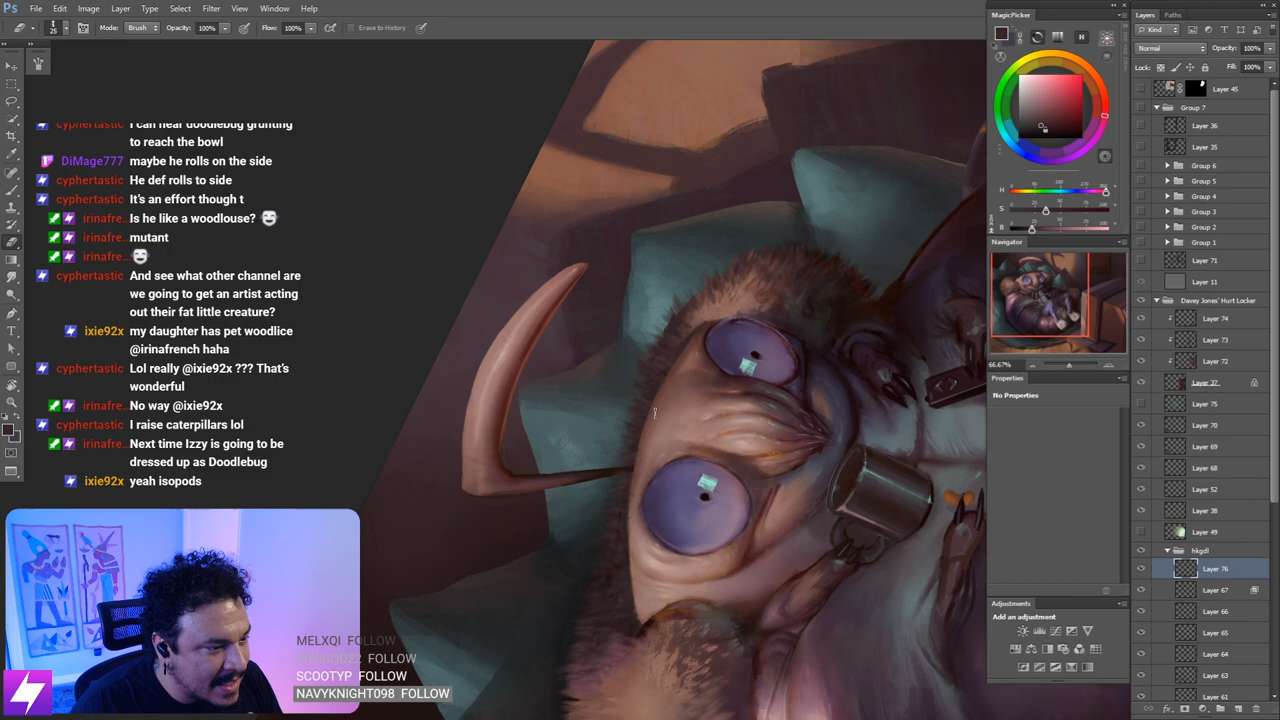 Ps File Edit Image Layer Type Select Filter View Window Help
25 Mode: Brush Opacity: 100% Flow: 100% Erase to History
cyphertastic I can hear doodlebug grunting
to reach the bowl
DiMage777 maybe he rolls on the side
cyphertastic He def rolls to side
cyphertastic It's an effort though t
irinafre... Is he like a woodlouse?
irinafre... mutant
irinafre...
cyphertastic And see what other channel are
we going to get an artist acting
out their fat little creature?
ixie92x my daughter has pet woodlice
@irinafrench haha
cyphertastic Lol really @ixie92x ??? That's
wonderful
irinafre... No way @ixie92x
cyphertastic I raise caterpillars lol
irinafre... Next time Izzy is going to be
dressed up as Doodlebug
ixie92x yeah isopods
MELXQI FOLLOW
FOLLOW
SCOOTYP FOLLOW
NAVYKNIGHT098 FOLLOW
MagicPicker
H
H
S
B
Navigator
66.67%
Properties
No Properties
Adjustments
Add an adjustment
Layers Paths
Kind
Normal Opacity: 100%
Lock: Fill: 100%
Layer 45
Group 7
Layer 36
Layer 35
Group 6
Group 5
Group 4
Group 3
Group 2
Group 1
Layer 71
Layer 11
Davey Jones' Hurt Locker
Layer 74
Layer 73
Layer 72
Layer 37
Layer 75
Layer 70
Layer 69
Layer 68
Layer 52
Layer 38
Layer 49
hkgdl
Layer 76
Layer 67
Layer 66
Layer 65
Layer 64
Layer 63
Layer 61